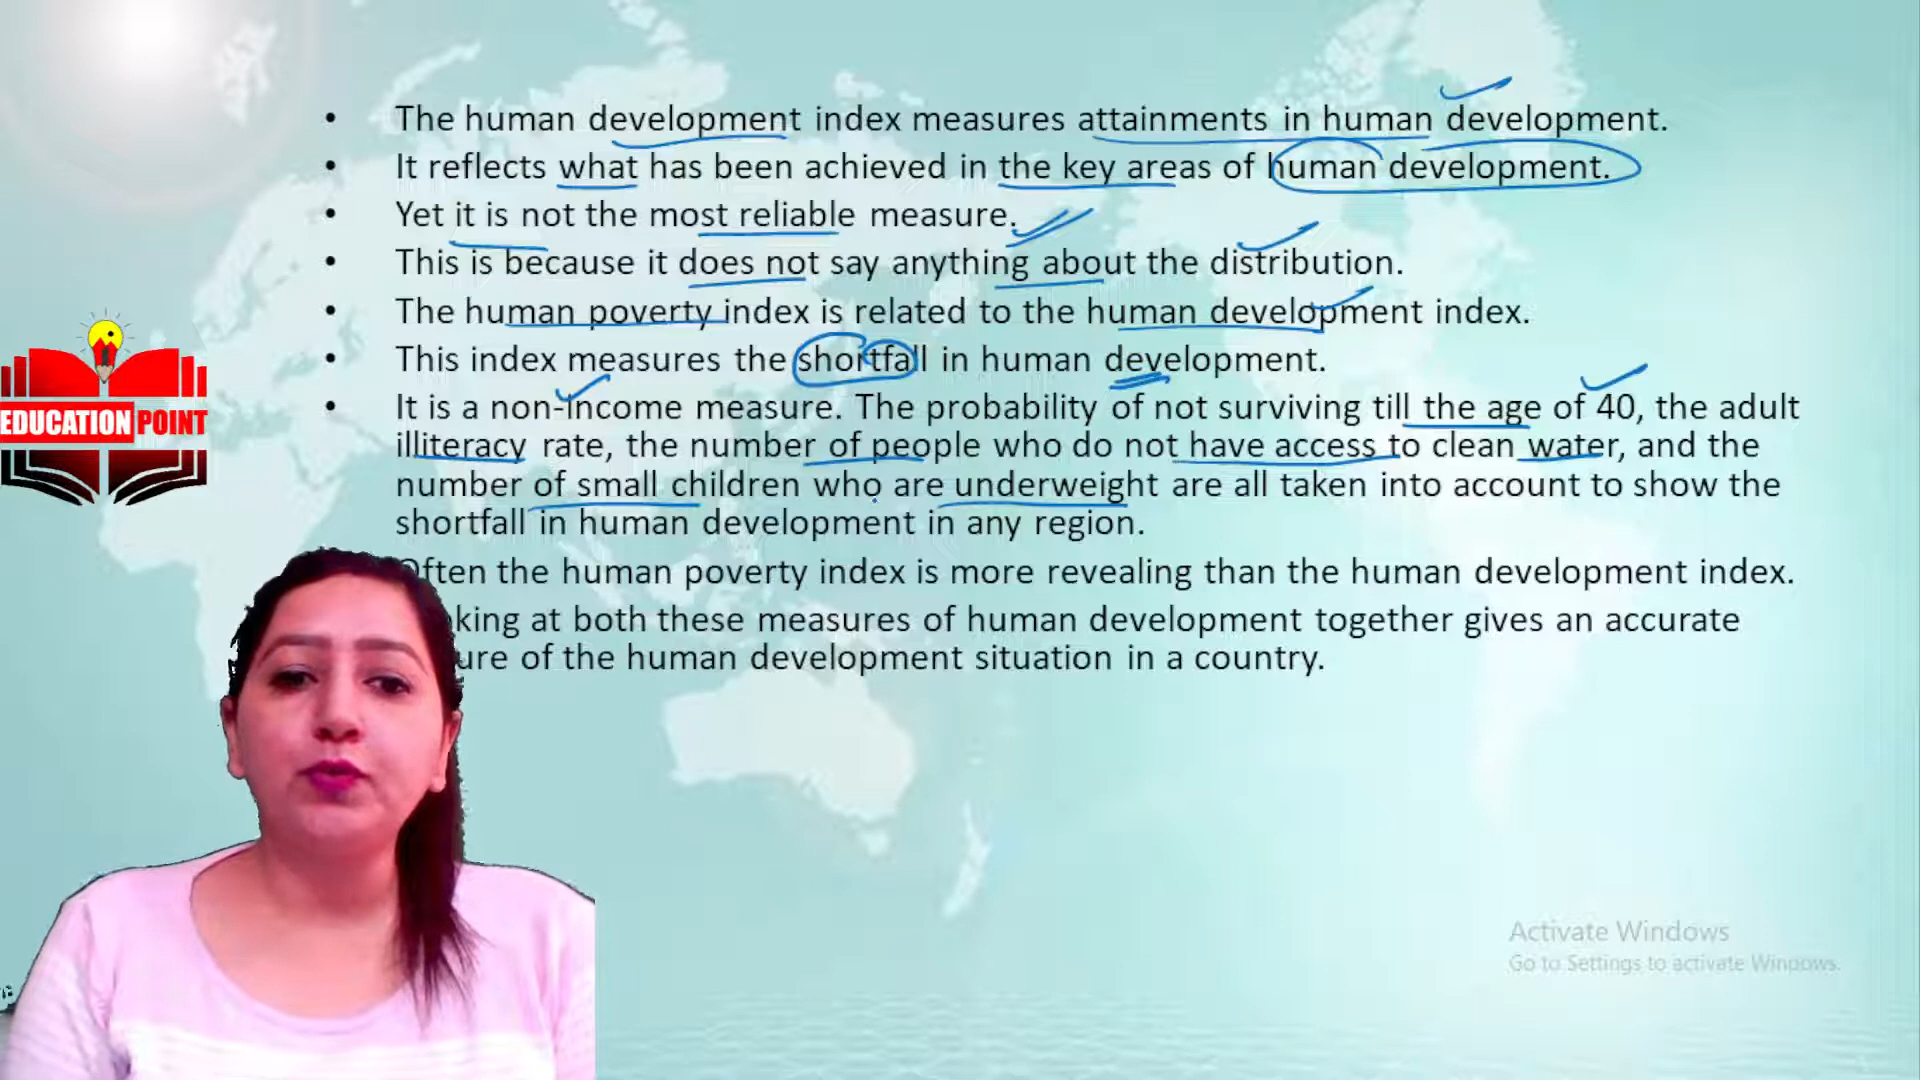 • The human development index measures attainments in human development.
• It reflects what has been achieved in the key areas of human development.
• Yet it is not the most reliable measure.
• This is because it does not say anything about the distribution.
• The human poverty index is related to the human development index.
• This index measures the shortfall in human development.
• It is a non-income measure. The probability of not surviving till the age of 40, the adult
illiteracy rate, the number of people who do not have access to clean water, and the
number of small children who are underweight are all taken into account to show the
shortfall in human development in any region.
EDUCATION POINT
Often the human poverty index is more revealing than the human development index.
at both these measures of human development together gives an accurate
of the human development situation in a country.
Activate Windows
Go to Settings to activate Windows.